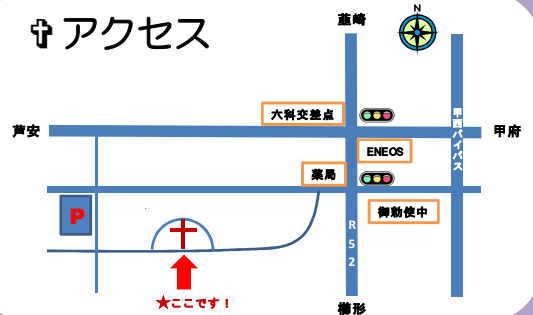 アクセス
韮崎
N
六科交差点
芦安
甲府
甲西バイパス
ENEOS
薬局
P
御勅使中
R52
★ここです！
櫛形